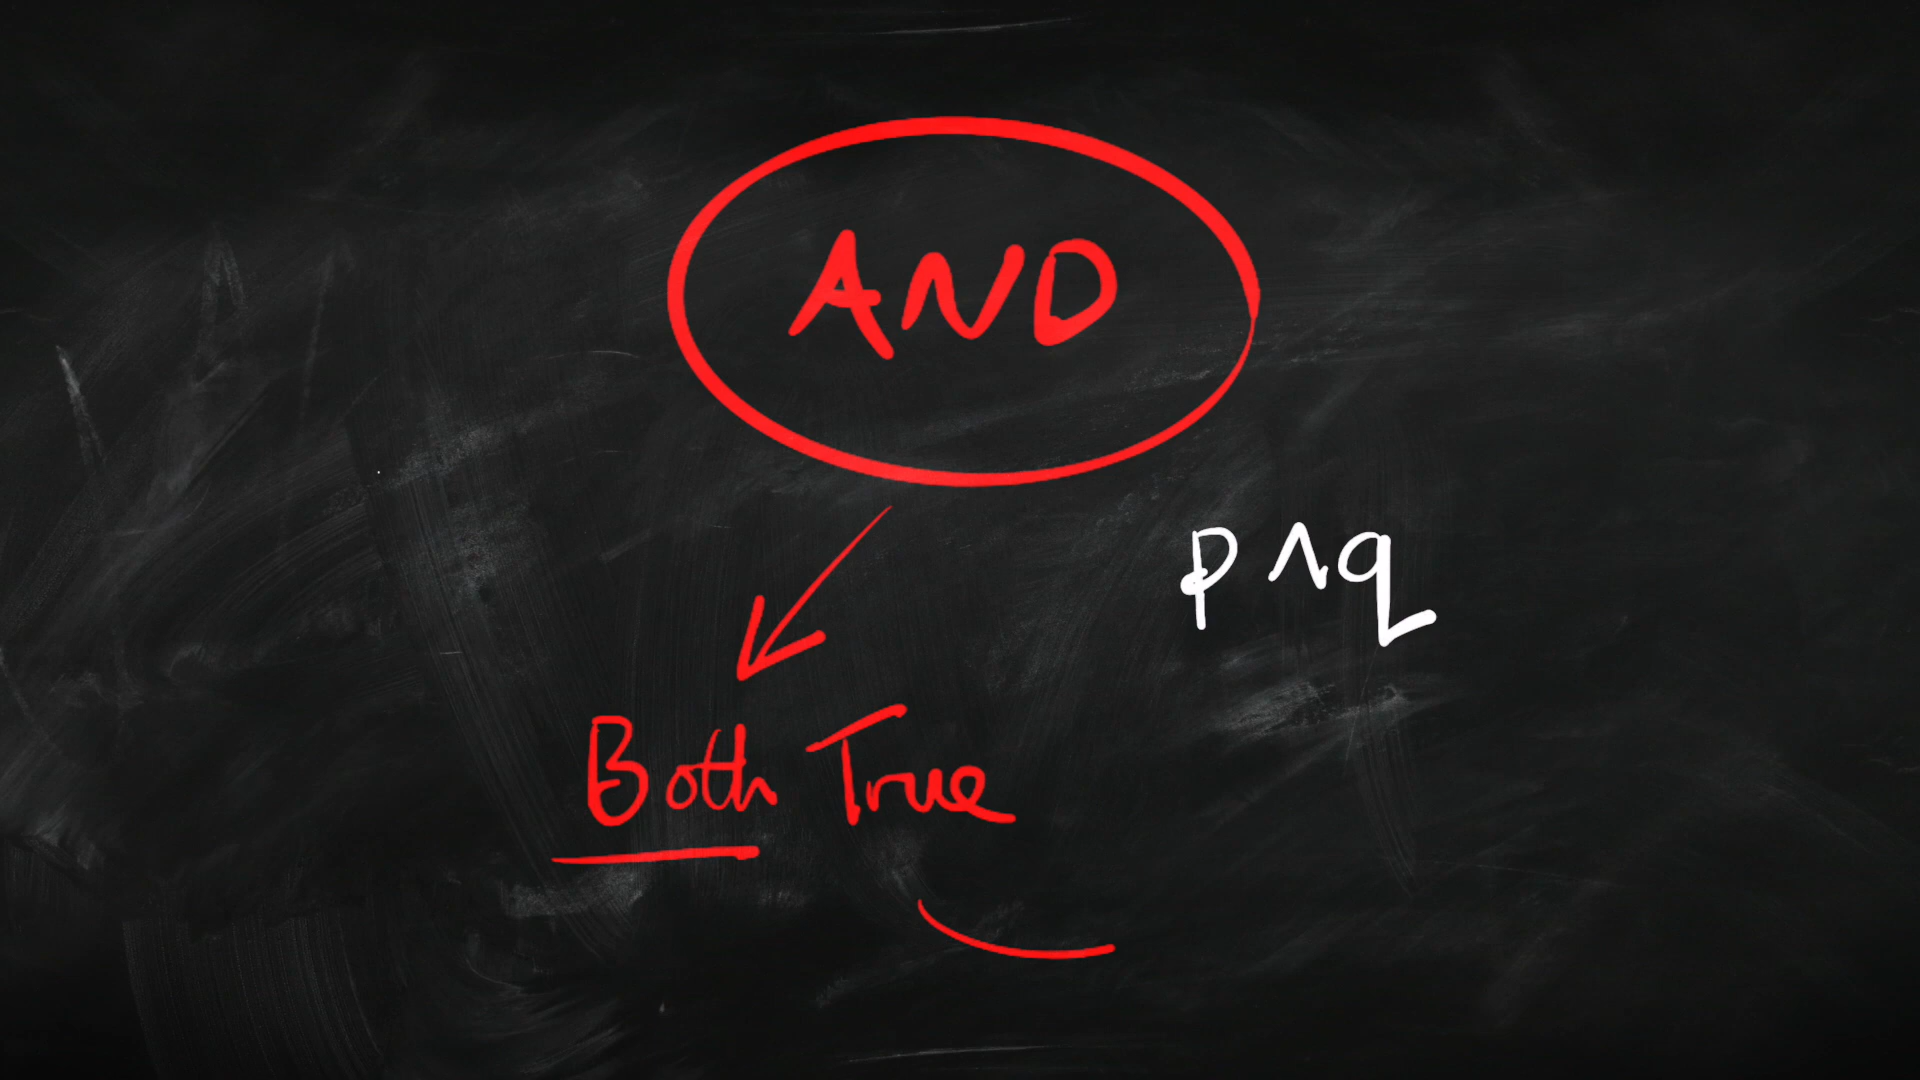 AND
p ∧ q
Both True